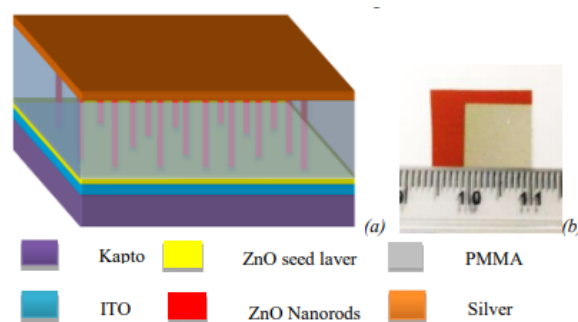 (a)
10 11
(b)
Kapto ZnO seed laver PMMA
ITO ZnO Nanorods Silver